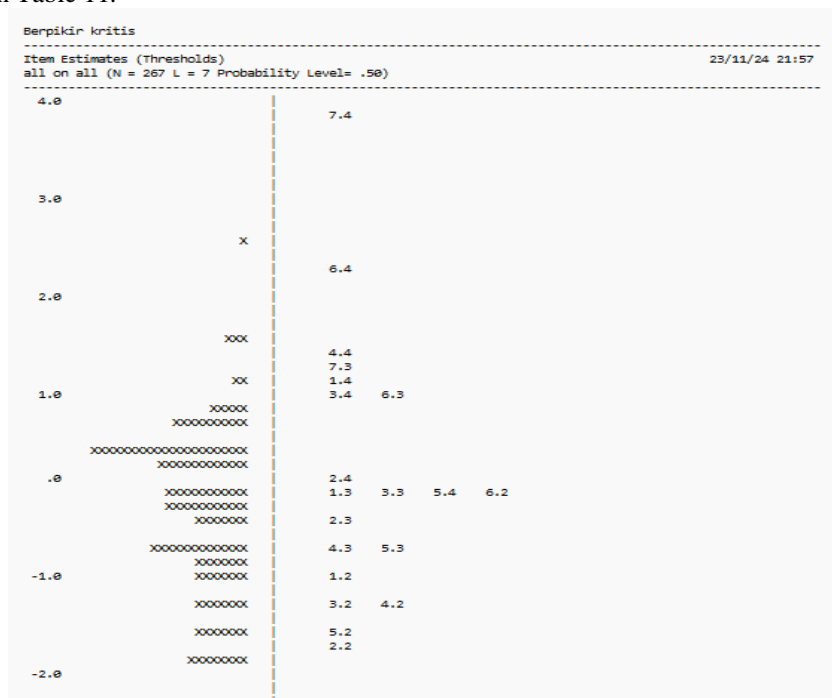 Berpikir kritis
Item Estimates (Thresholds) 23/11/24 21:57
all on all (N = 267 L = 7 Probability Level= .50)
4.0
7.4
3.0
X
6.4
2.0
XXX
4.4
7.3
XX 1.4
1.0 3.4 6.3
XXXXX
XXXXXXXXXX
XXXXXXXXXXXXXXXXXXXXX
XXXXXXXXXXXX
.0 2.4
XXXXXXXXXXX 1.3 3.3 5.4 6.2
XXXXXXXXXXX
XXXXXXX 2.3
XXXXXXXXXXXXX 4.3 5.3
XXXXXXX
-1.0 XXXXXXX 1.2
XXXXXXX 3.2 4.2
XXXXXXX 5.2
2.2
XXXXXXXX
-2.0